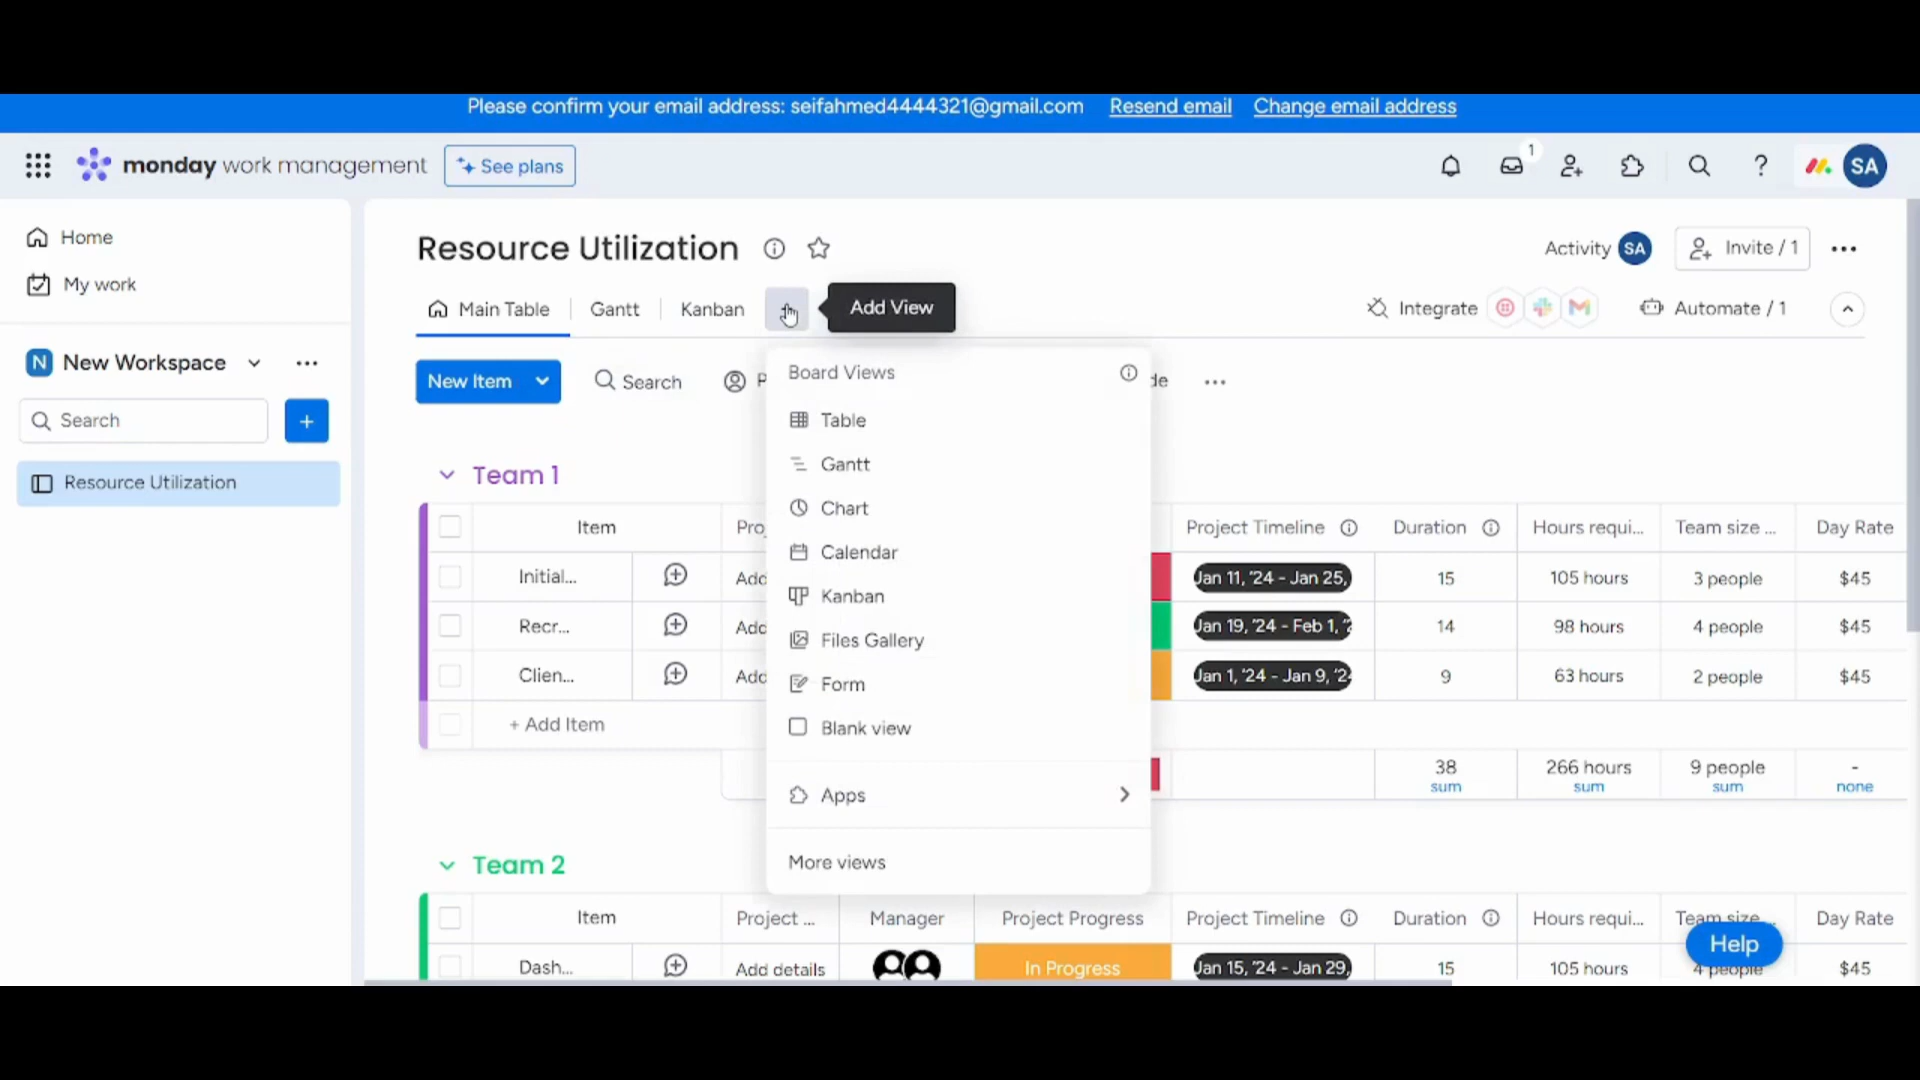 Please confirm your email address: seifahmed4444321@gmail.com Resend email Change email address
monday work management See plans
1
SA
Home
My work
N New Workspace
Search
+
Resource Utilization
Resource Utilization
Activity SA Invite / 1
Main Table Gantt Kanban + Add View
Integrate Automate / 1
New Item Search
de
Board Views
Table
Gantt
Chart
Calendar
Kanban
Files Gallery
Form
Blank view
Apps
More views
Team 1
Item Proj Project Timeline Duration Hours requi... Team size ... Day Rate
Initial... Add Jan 11, '24 - Jan 25, 15 105 hours 3 people $45
Recr... Add Jan 19, '24 - Feb 1, '2 14 98 hours 4 people $45
Clien... Add Jan 1, '24 - Jan 9, '24 9 63 hours 2 people $45
+ Add Item
38 266 hours 9 people -
sum sum sum none
Team 2
Item Project ... Manager Project Progress Project Timeline Duration Hours requi... Team size ... Day Rate
Dash... Add details In Progress Jan 15, '24 - Jan 29, 15 105 hours 4 people $45
Help